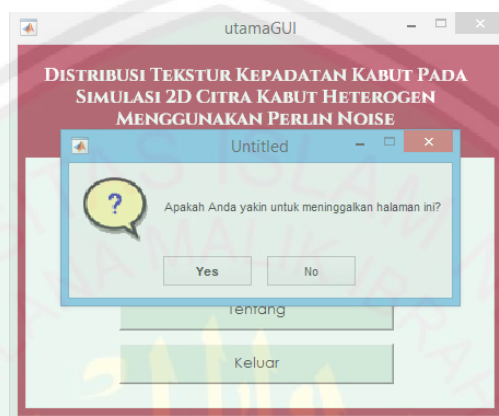 utamaGUI
DISTRIBUSI TEKSTUR KEPADATAN KABUT PADA
SIMULASI 2D CITRA KABUT HETEROGEN
MENGGUNAKAN PERLIN NOISE
Untitled
?
Apakah Anda yakin untuk meninggalkan halaman ini?
Yes
No
Tentang
Keluar